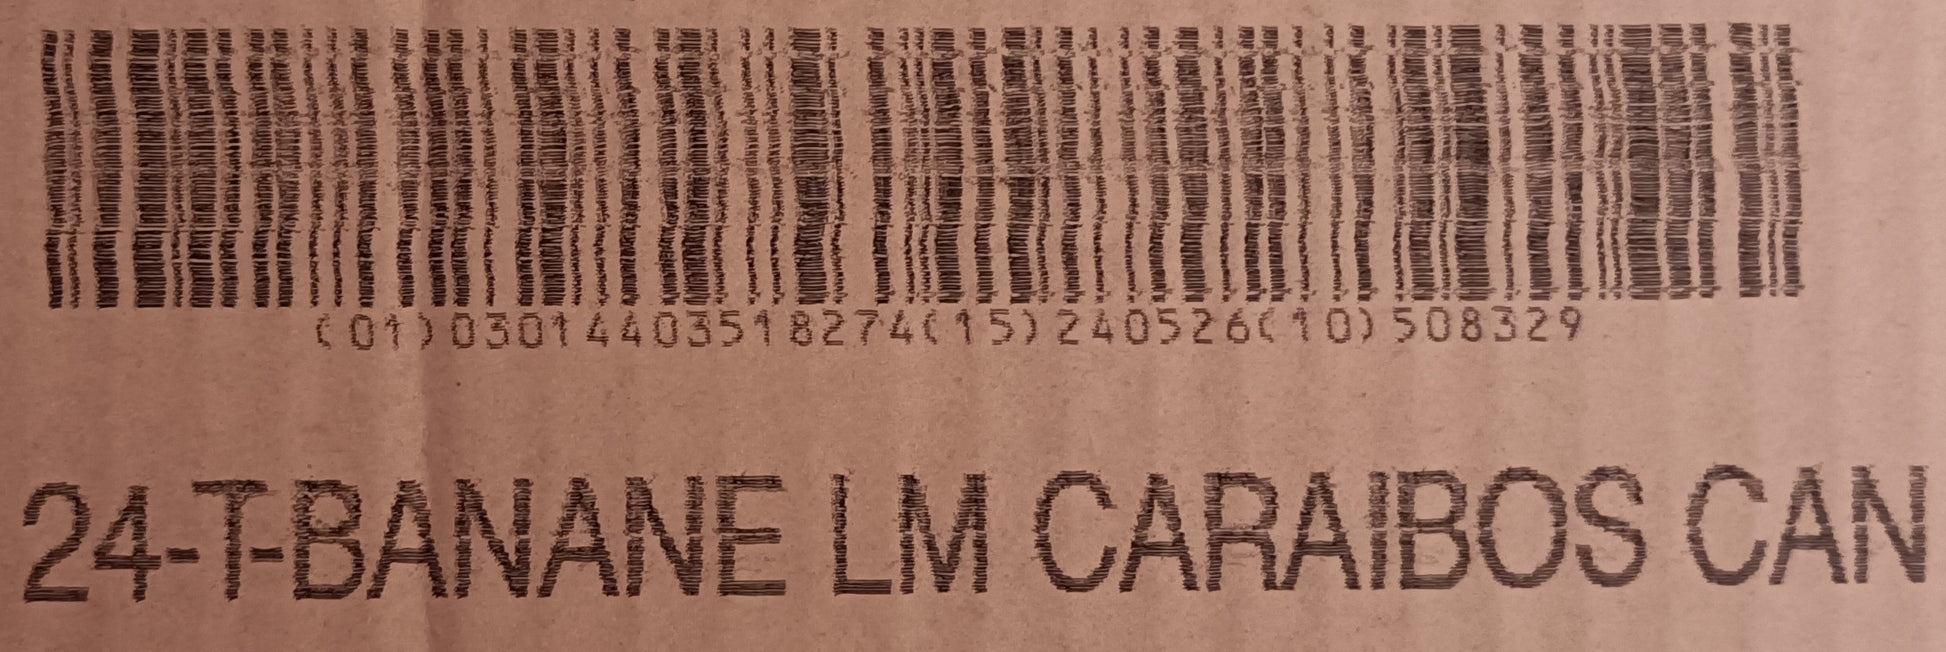 (01)03014403518274(15)240526(10)508329
24-T-BANANE LM CARAIBOS CAN